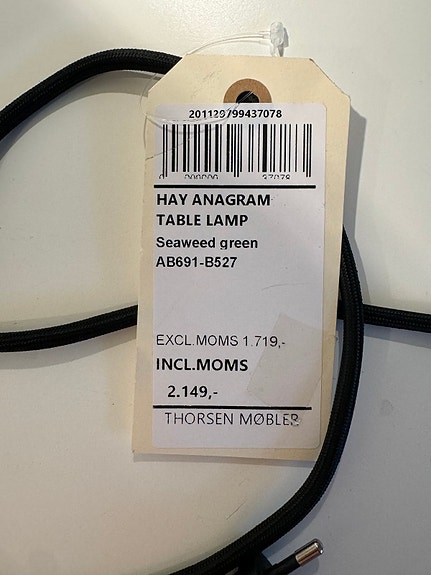 201129799437078
HAY ANAGRAM
TABLE LAMP
Seaweed green
AB691-B527
EXCL.MOMS 1.719,-
INCL.MOMS
2.149,-
THORSEN MØBLER